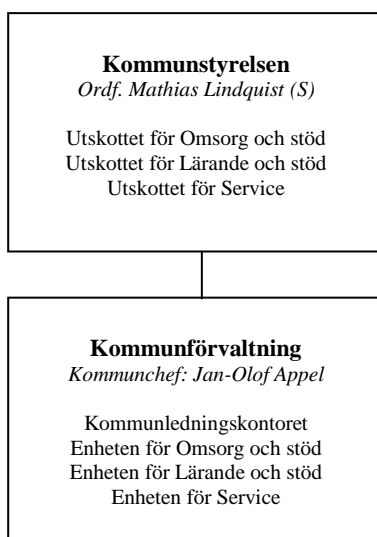 Kommunstyrelsen
Ordf. Mathias Lindquist (S)
Utskottet för Omsorg och stöd
Utskottet för Lärande och stöd
Utskottet för Service
Kommunförvaltning
Kommunchef: Jan-Olof Appel
Kommunledningskontoret
Enheten för Omsorg och stöd
Enheten för Lärande och stöd
Enheten för Service